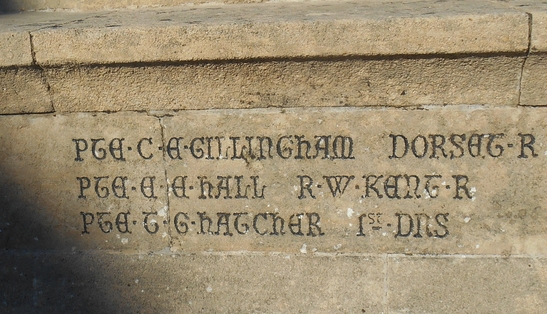 PTE·C·E·GILLINGHAM DORSET·R
PTE·E·E·HALL R·W·KENT·R
PTE·T·G·HATCHER 1ST·DNS